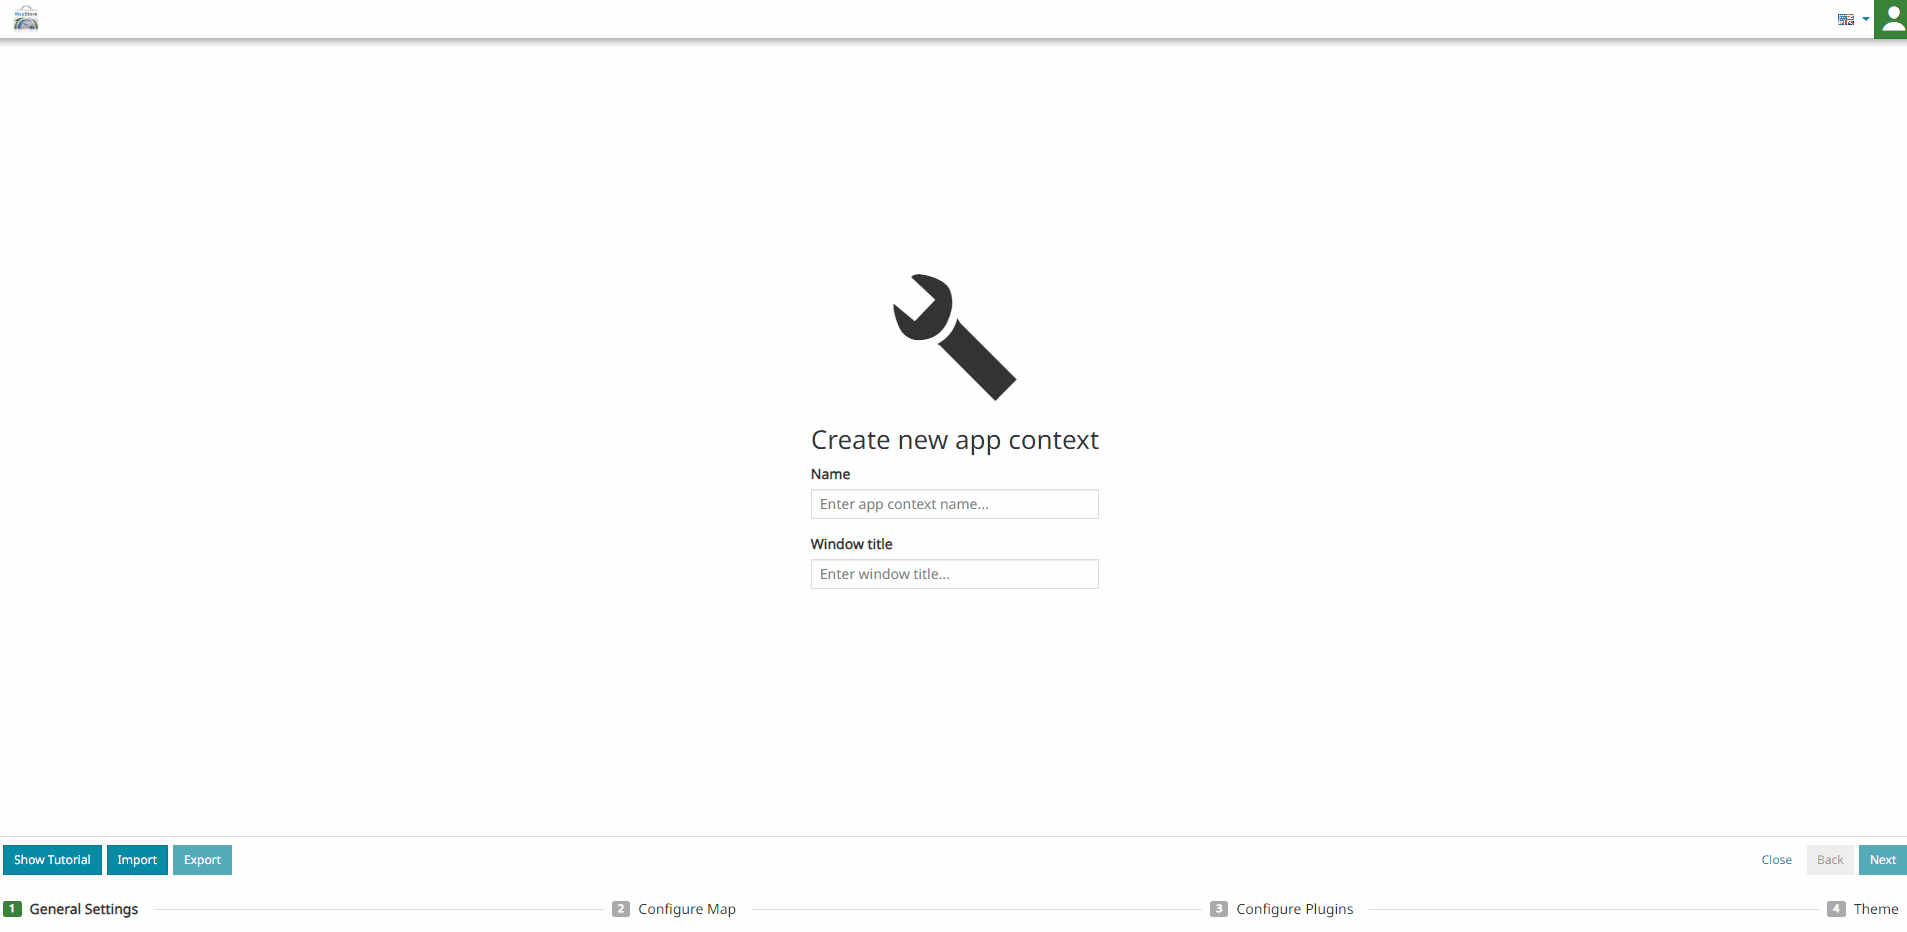 MapStore
Create new app context
Name
Enter app context name...
Window title
Enter window title...
Show Tutorial
Import
Export
Close
Back
Next
1 General Settings
2 Configure Map
3 Configure Plugins
4 Theme